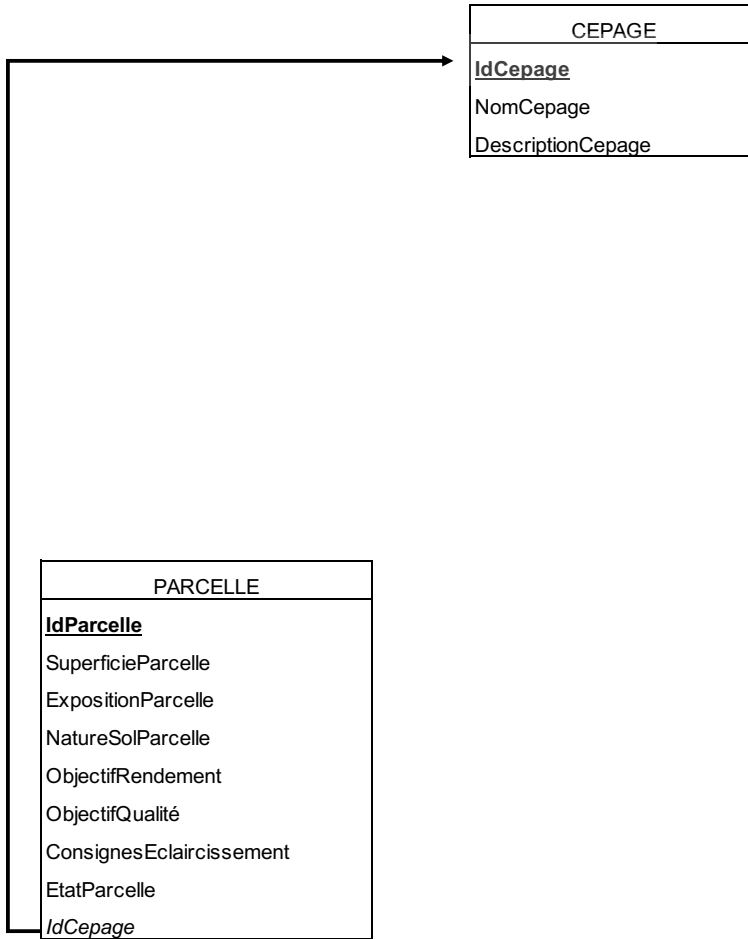 CEPAGE
IdCepage
NomCepage
DescriptionCepage
PARCELLE
IdParcelle
SuperficieParcelle
ExpositionParcelle
NatureSolParcelle
ObjectifRendement
ObjectifQualité
ConsignesEclaircissement
EtatParcelle
IdCepage